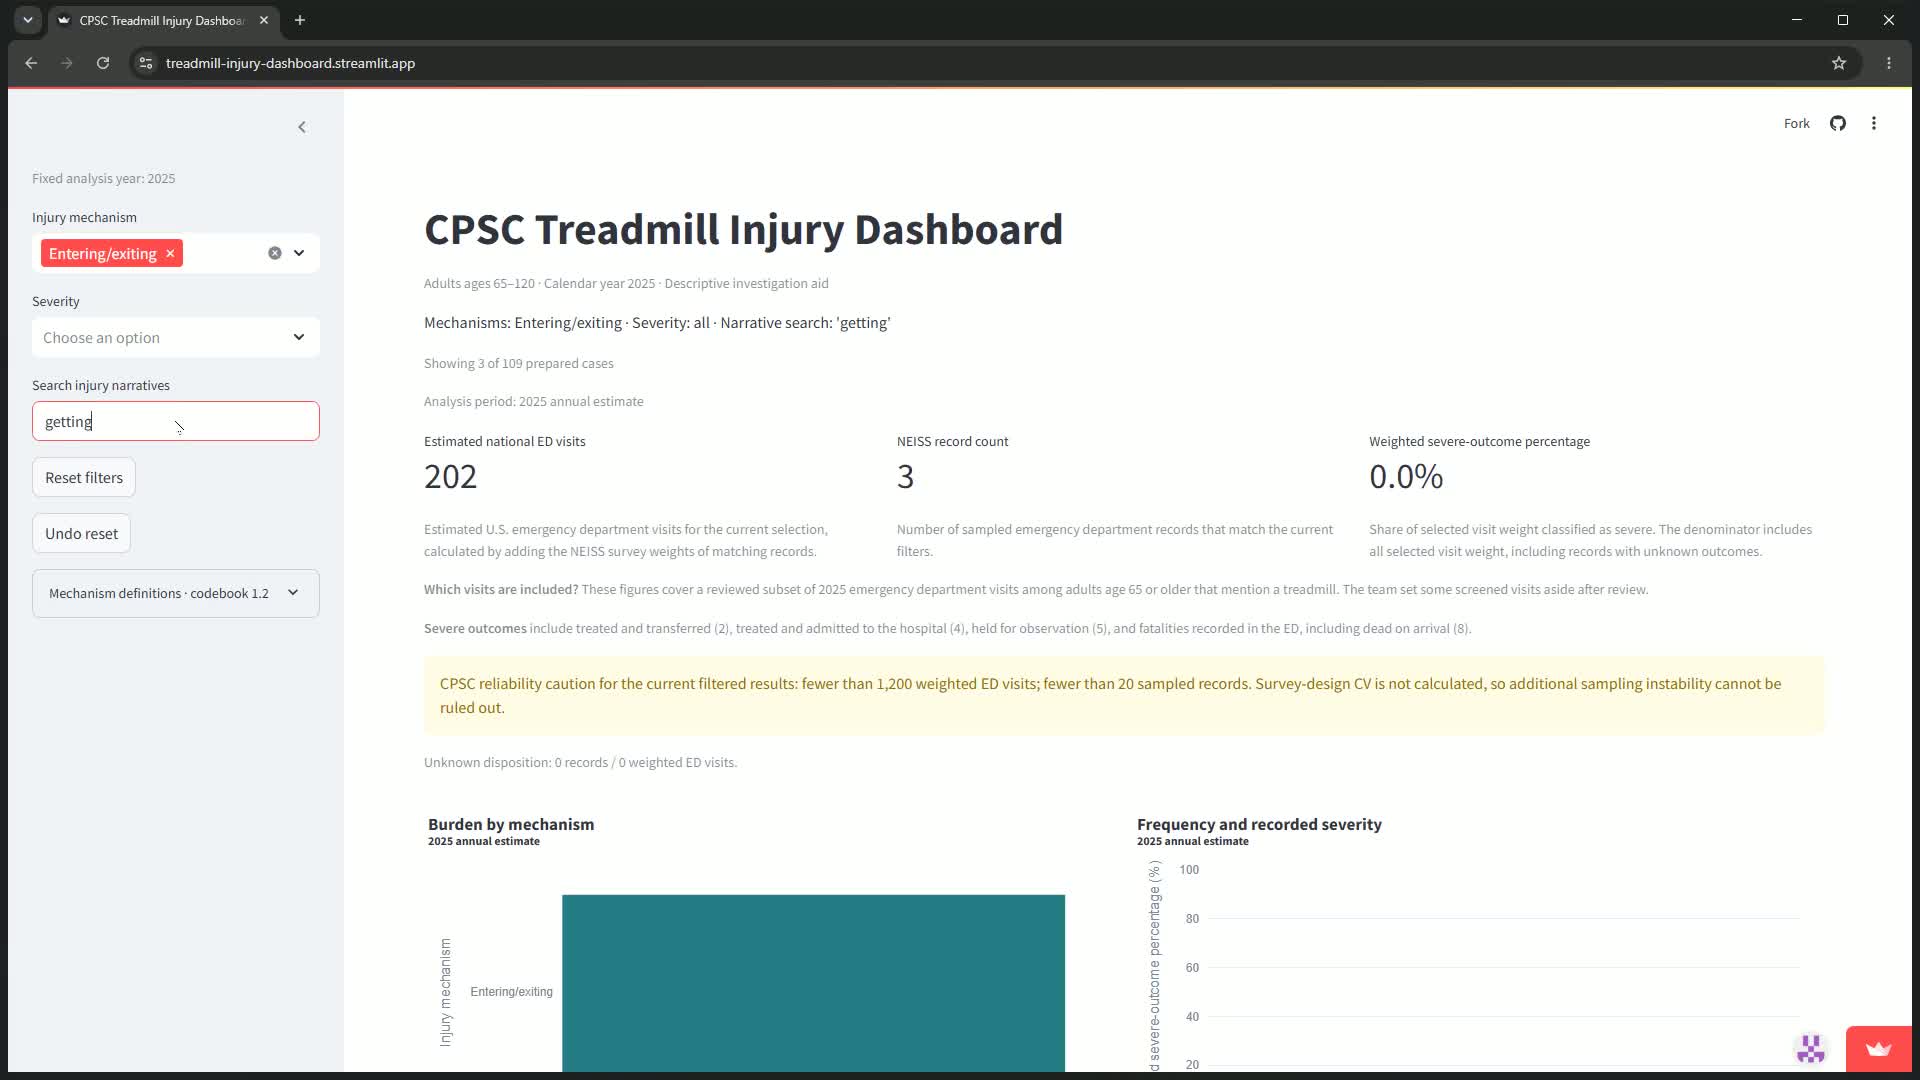 CPSC Treadmill Injury Dashboa
treadmill-injury-dashboard.streamlit.app
Fork
Fixed analysis year: 2025
Injury mechanism
Entering/exiting
Severity
Choose an option
Search injury narratives
getting
Reset filters
Undo reset
Mechanism definitions · codebook 1.2
CPSC Treadmill Injury Dashboard
Adults ages 65–120 · Calendar year 2025 · Descriptive investigation aid
Mechanisms: Entering/exiting · Severity: all · Narrative search: 'getting'
Showing 3 of 109 prepared cases
Analysis period: 2025 annual estimate
Estimated national ED visits
202
Estimated U.S. emergency department visits for the current selection,
calculated by adding the NEISS survey weights of matching records.
NEISS record count
3
Number of sampled emergency department records that match the current
filters.
Weighted severe-outcome percentage
0.0%
Share of selected visit weight classified as severe. The denominator includes
all selected visit weight, including records with unknown outcomes.
Which visits are included? These figures cover a reviewed subset of 2025 emergency department visits among adults age 65 or older that mention a treadmill. The team set some screened visits aside after review.
Severe outcomes include treated and transferred (2), treated and admitted to the hospital (4), held for observation (5), and fatalities recorded in the ED, including dead on arrival (8).
CPSC reliability caution for the current filtered results: fewer than 1,200 weighted ED visits; fewer than 20 sampled records. Survey-design CV is not calculated, so additional sampling instability cannot be
ruled out.
Unknown disposition: 0 records / 0 weighted ED visits.
Burden by mechanism
2025 annual estimate
Injury mechanism
Entering/exiting
Frequency and recorded severity
2025 annual estimate
d severe-outcome percentage (%)
100
80
60
40
20